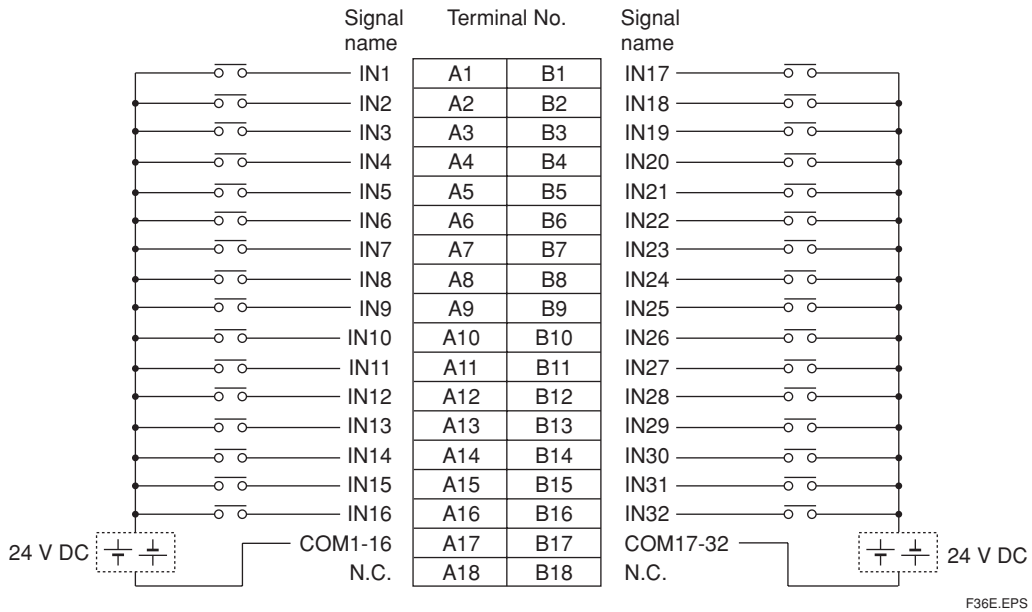 Signal name Terminal No. Signal name
IN1 A1 B1 IN17
IN2 A2 B2 IN18
IN3 A3 B3 IN19
IN4 A4 B4 IN20
IN5 A5 B5 IN21
IN6 A6 B6 IN22
IN7 A7 B7 IN23
IN8 A8 B8 IN24
IN9 A9 B9 IN25
IN10 A10 B10 IN26
IN11 A11 B11 IN27
IN12 A12 B12 IN28
IN13 A13 B13 IN29
IN14 A14 B14 IN30
IN15 A15 B15 IN31
IN16 A16 B16 IN32
24 V DC COM1-16 A17 B17 COM17-32 24 V DC
N.C. A18 B18 N.C.
F36E.EPS